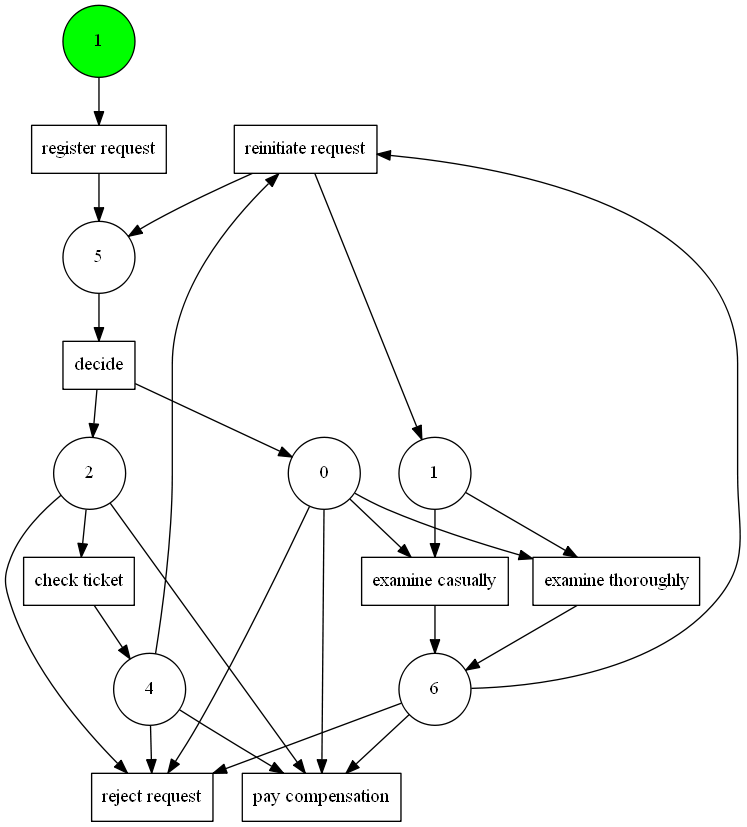 1
register request
reinitiate request
5
decide
2
0
1
check ticket
examine casually
examine thoroughly
4
6
reject request
pay compensation